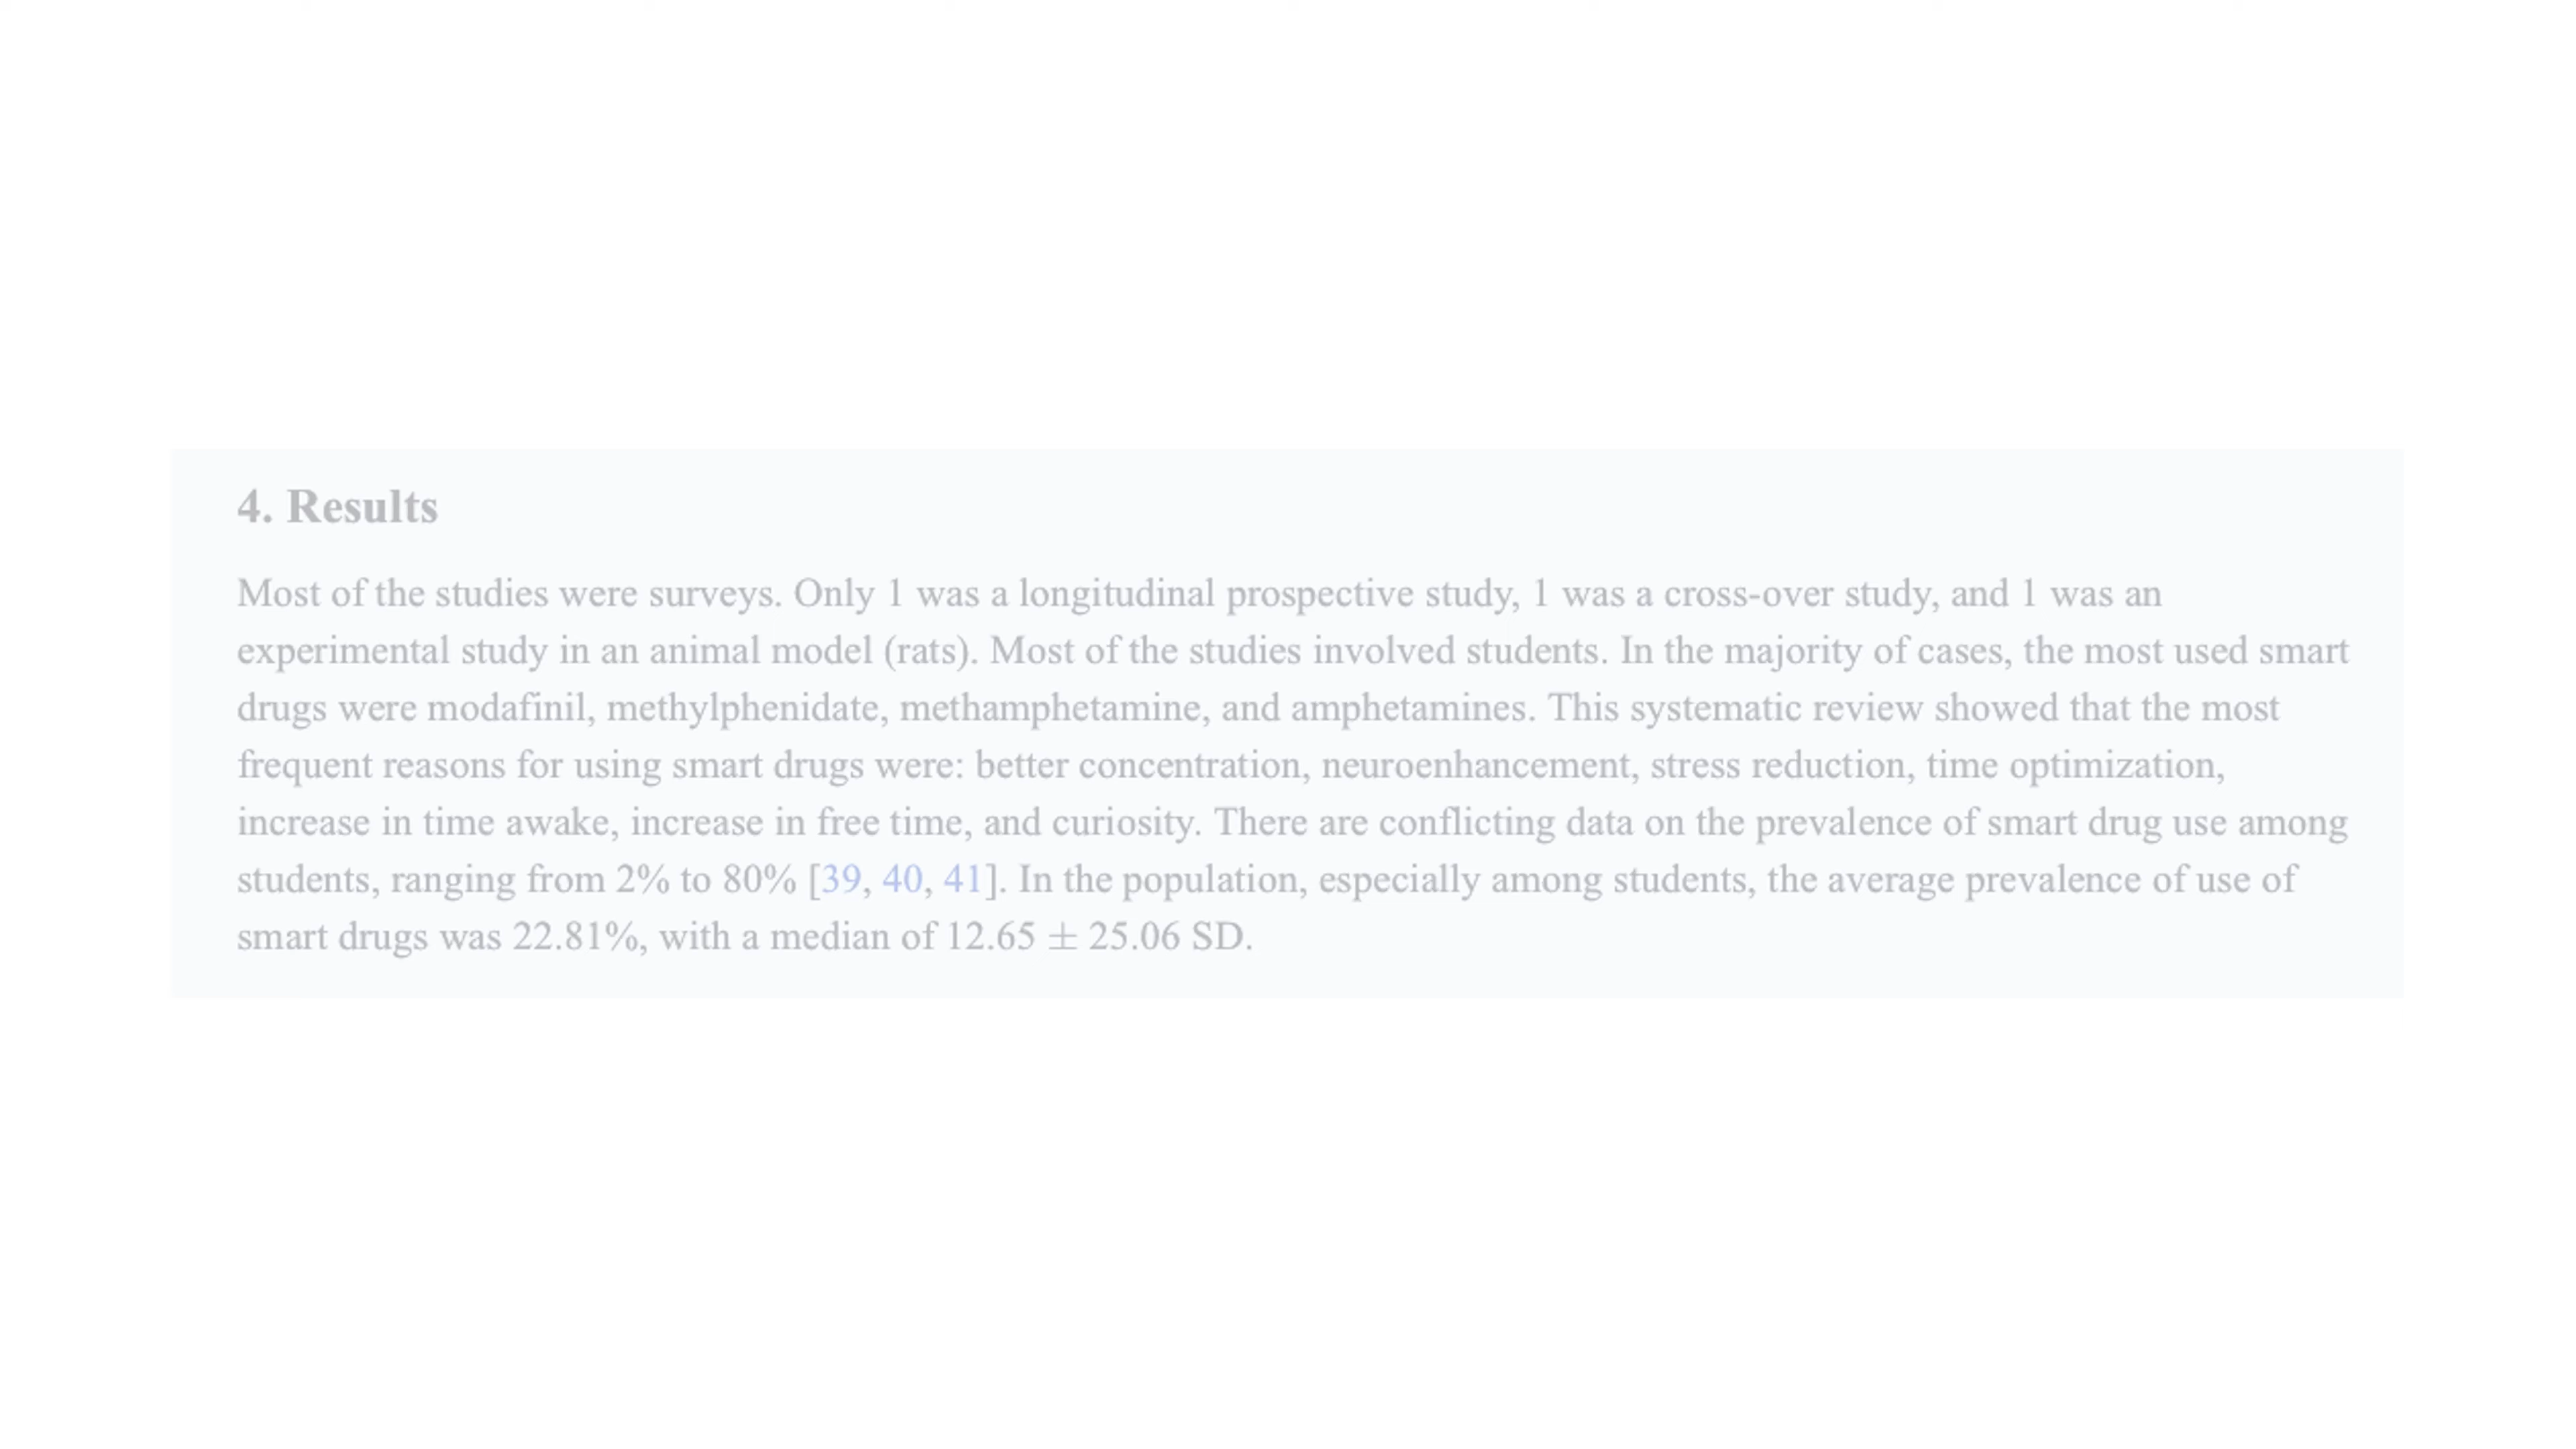 4. Results
Most of the studies were surveys. Only 1 was a longitudinal prospective study, 1 was a cross-over study, and 1 was an
experimental study in an animal model (rats). Most of the studies involved students. In the majority of cases, the most used smart
drugs were modafinil, methylphenidate, methamphetamine, and amphetamines. This systematic review showed that the most
frequent reasons for using smart drugs were: better concentration, neuroenhancement, stress reduction, time optimization,
increase in time awake, increase in free time, and curiosity. There are conflicting data on the prevalence of smart drug use among
students, ranging from 2% to 80% [39, 40, 41]. In the population, especially among students, the average prevalence of use of
smart drugs was 22.81%, with a median of 12.65 ± 25.06 SD.